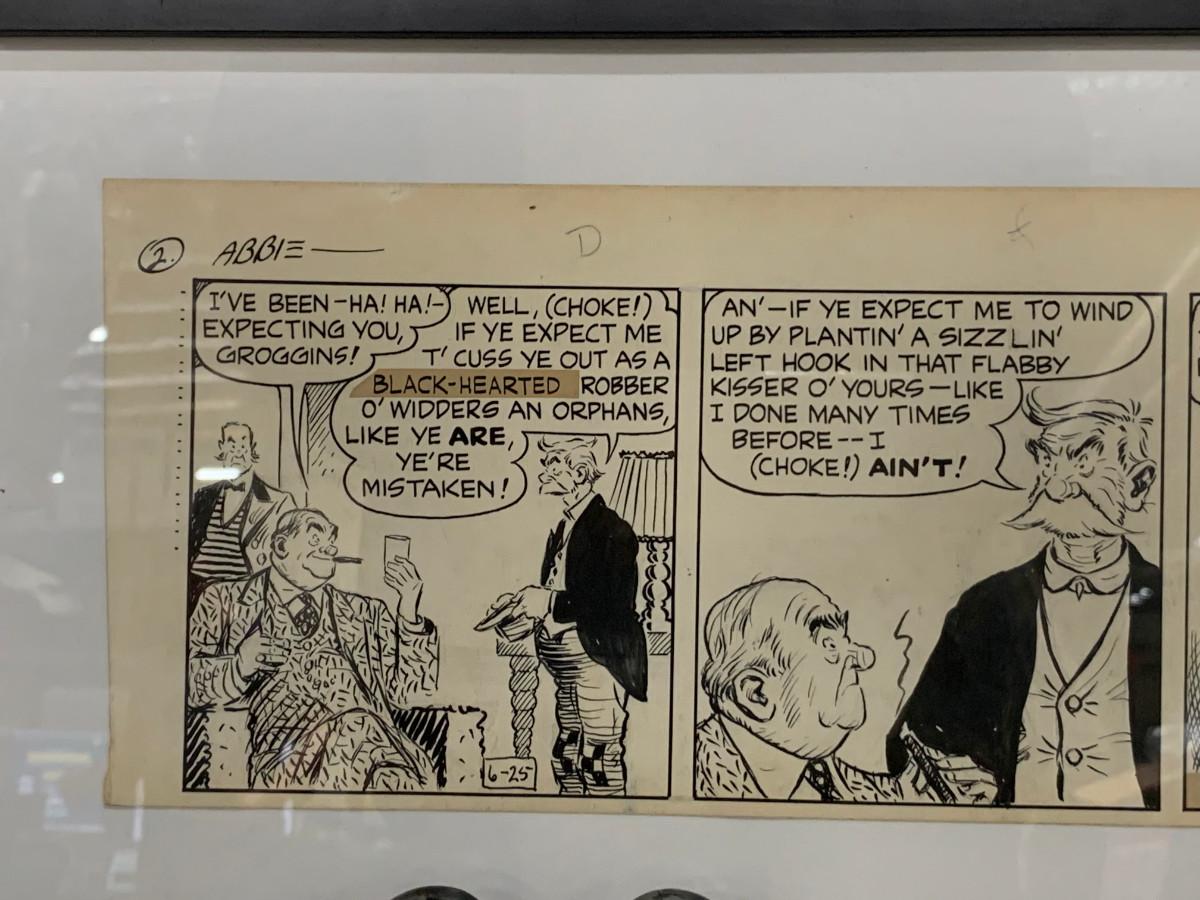 2. ABBIE
D
I'VE BEEN-HA! HA!-
EXPECTING YOU,
GROGGINS!
WELL, (CHOKE!)
IF YE EXPECT ME
T' CUSS YE OUT AS A
BLACK-HEARTED ROBBER
O' WIDDERS AN ORPHANS,
LIKE YE ARE,
YE'RE
MISTAKEN!
6-25
AN'-IF YE EXPECT ME TO WIND
UP BY PLANTIN' A SIZZLIN'
LEFT HOOK IN THAT FLABBY
KISSER O' YOURS-LIKE
I DONE MANY TIMES
BEFORE--I
(CHOKE!) AIN'T!